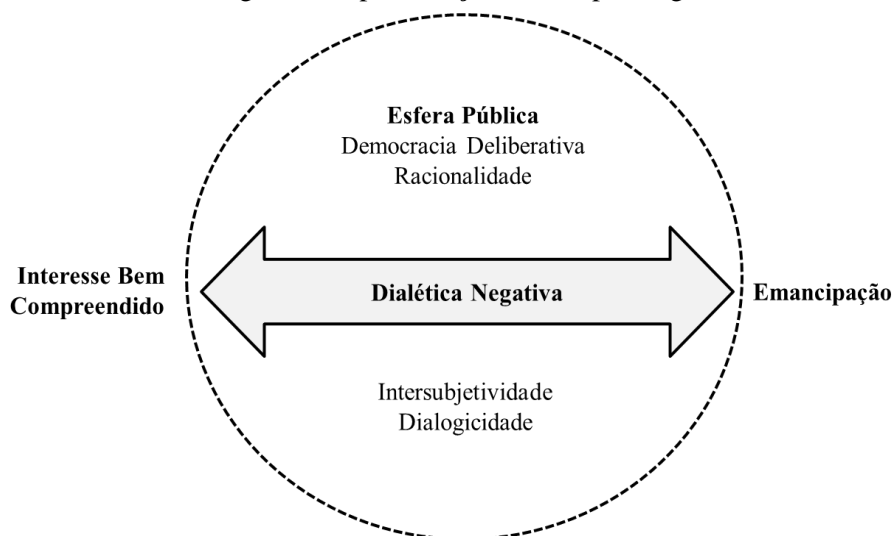 Esfera Pública
Democracia Deliberativa
Racionalidade
Interesse Bem
Compreendido
Dialética Negativa
Emancipação
Intersubjetividade
Dialogicidade